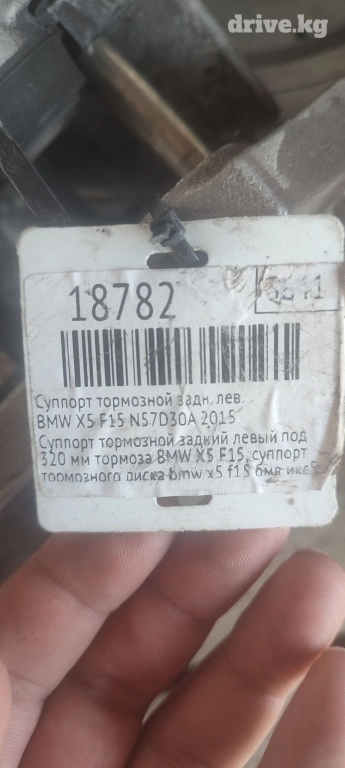 drive.kg
18782
Суппорт тормозной задн. лев.
BMW X5 F15 N57D30A 2015
Суппорт тормозной задний левый под
320 мм тормоза BMW X5 F15, суппорт
тормозного диска bmw x5 f15 бмв икс5